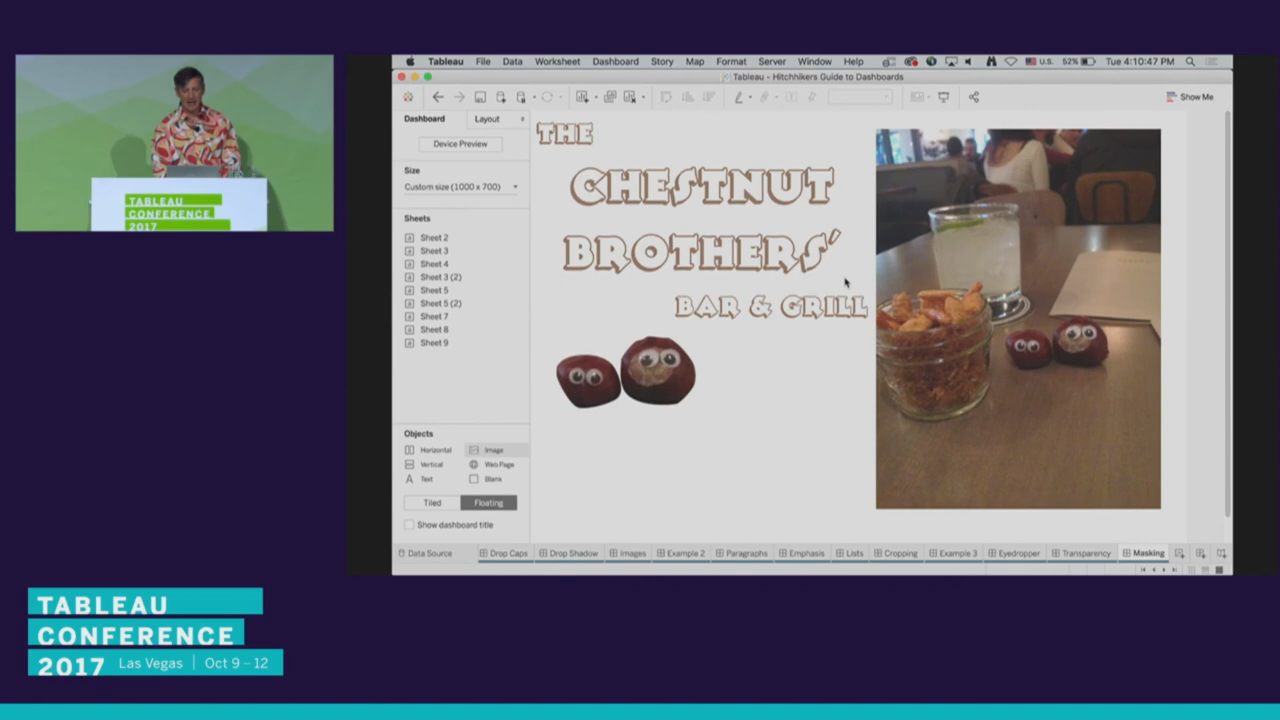 TABLEAU
CONFERENCE
2017
Tableau File Data Worksheet Dashboard Story Map Format Server Window Help U.S. 52% Tue 4:10:47 PM
Tableau - Hitchhikers Guide to Dashboards
Show Me
Dashboard Layout
Device Preview
Size
Custom size (1000 x 700)
Sheets
Sheet 2
Sheet 3
Sheet 4
Sheet 3 (2)
Sheet 5
Sheet 5 (2)
Sheet 7
Sheet 8
Sheet 9
Objects
Horizontal Image
Vertical Web Page
Text Blank
Tiled Floating
Show dashboard title
THE
CHESTNUT
BROTHERS'
BAR & GRILL
Data Source Drop Caps Drop Shadow Images Example 2 Paragraphs Emphasis Lists Cropping Example 3 Eyedropper Transparency Masking
TABLEAU
CONFERENCE
2017 Las Vegas | Oct 9 – 12